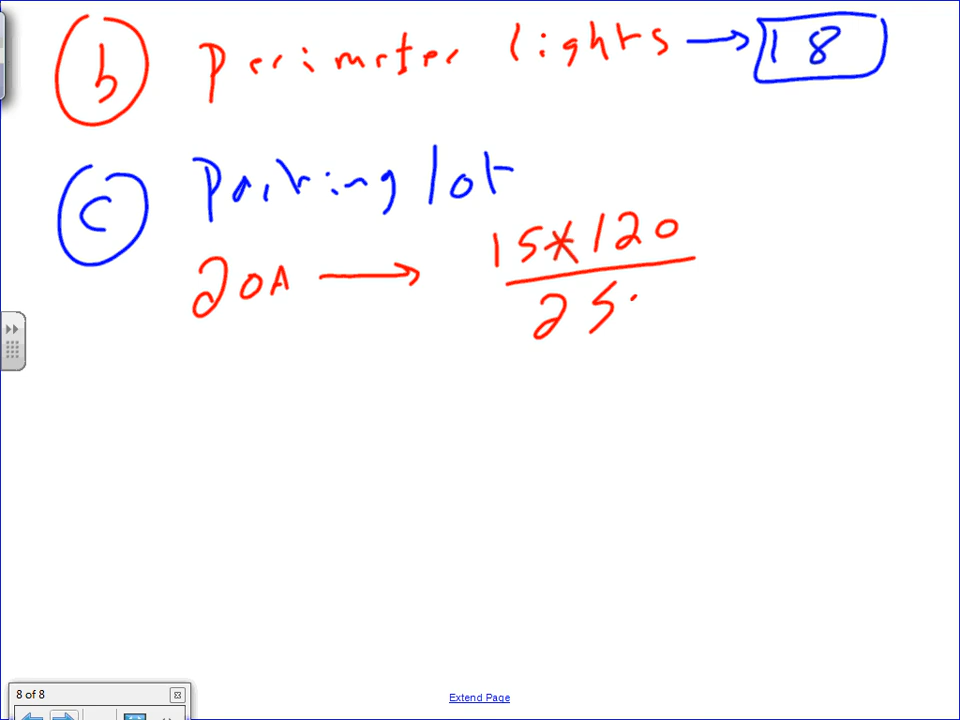 b Perimeter lights → 18
c Parking lot
20A → 15*120
25.
8 of 8
Extend Page